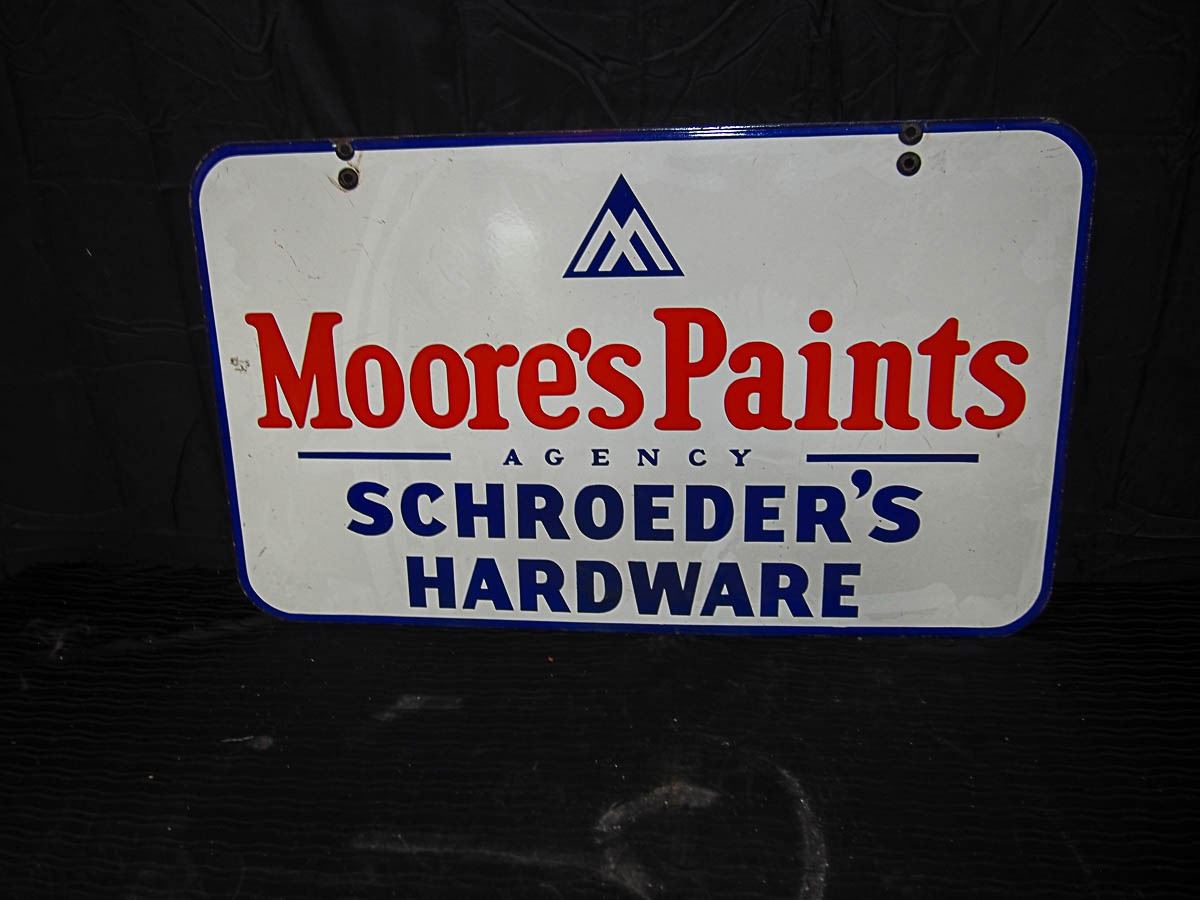 M
Moore's Paints
AGENCY
SCHROEDER'S
HARDWARE